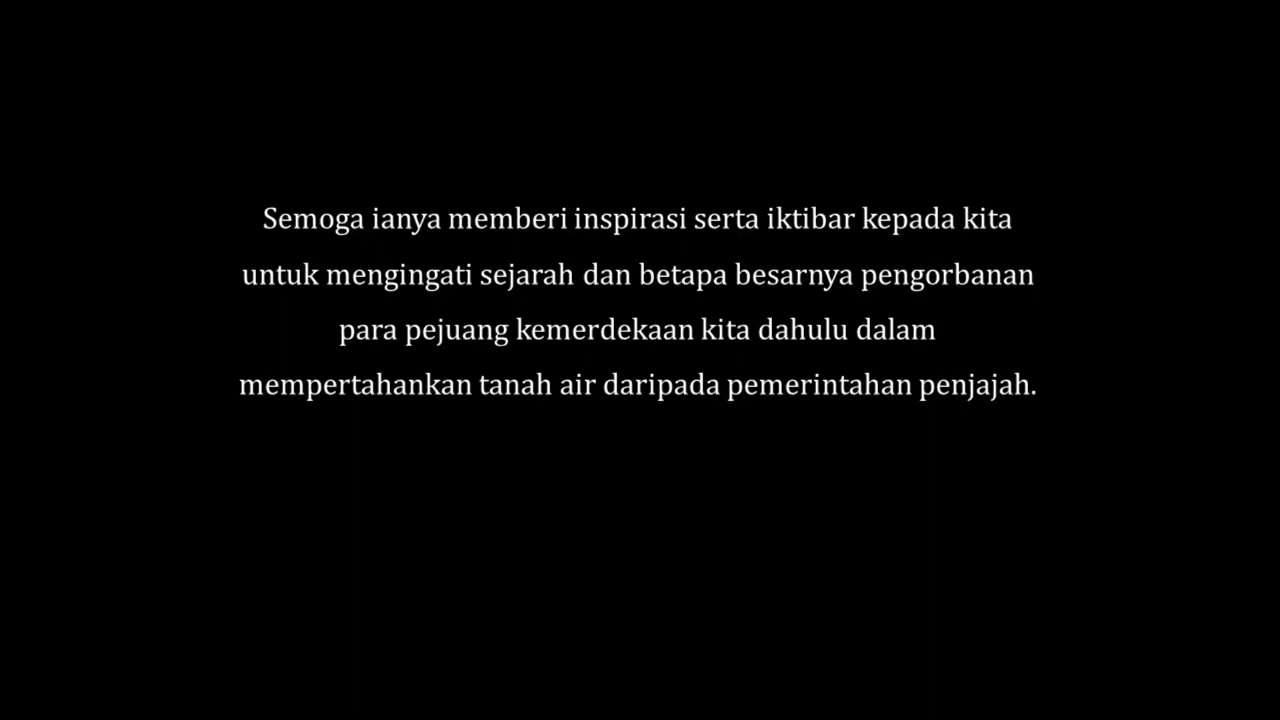 Semoga ianya memberi inspirasi serta iktibar kepada kita
untuk mengingati sejarah dan betapa besarnya pengorbanan
para pejuang kemerdekaan kita dahulu dalam
mempertahankan tanah air daripada pemerintahan penjajah.